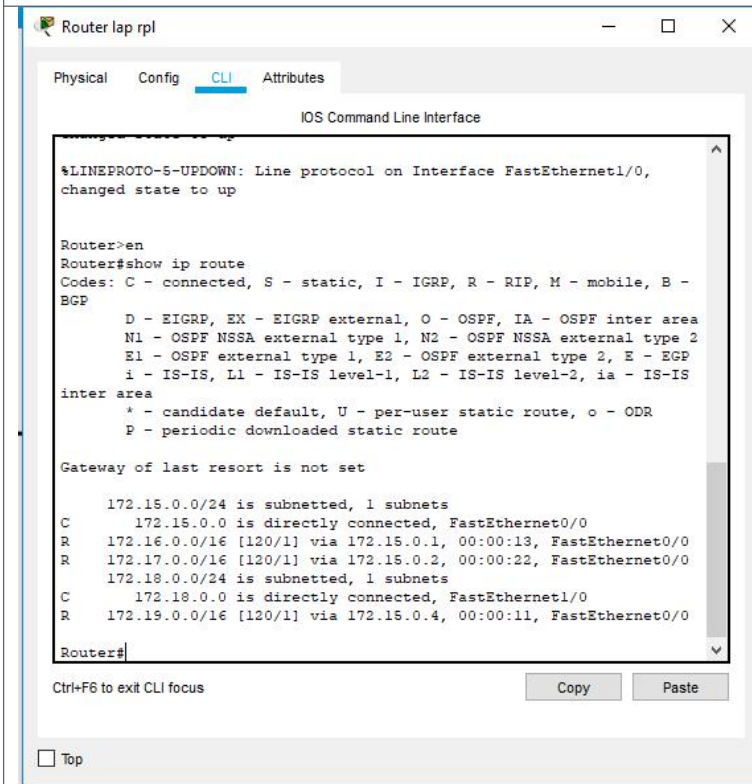 Router lap rpl
Physical Config CLI Attributes
IOS Command Line Interface
%LINEPROTO-5-UPDOWN: Line protocol on Interface FastEthernet1/0,
changed state to up
Router>en
Router#show ip route
Codes: C - connected, S - static, I - IGRP, R - RIP, M - mobile, B -
BGP
D - EIGRP, EX - EIGRP external, O - OSPF, IA - OSPF inter area
N1 - OSPF NSSA external type 1, N2 - OSPF NSSA external type 2
E1 - OSPF external type 1, E2 - OSPF external type 2, E - EGP
i - IS-IS, L1 - IS-IS level-1, L2 - IS-IS level-2, ia - IS-IS
inter area
* - candidate default, U - per-user static route, o - ODR
P - periodic downloaded static route
Gateway of last resort is not set
172.15.0.0/24 is subnetted, 1 subnets
C 172.15.0.0 is directly connected, FastEthernet0/0
R 172.16.0.0/16 [120/1] via 172.15.0.1, 00:00:13, FastEthernet0/0
R 172.17.0.0/16 [120/1] via 172.15.0.2, 00:00:22, FastEthernet0/0
172.18.0.0/24 is subnetted, 1 subnets
C 172.18.0.0 is directly connected, FastEthernet1/0
R 172.19.0.0/16 [120/1] via 172.15.0.4, 00:00:11, FastEthernet0/0
Router#
Ctrl+F6 to exit CLI focus
Copy Paste
Top